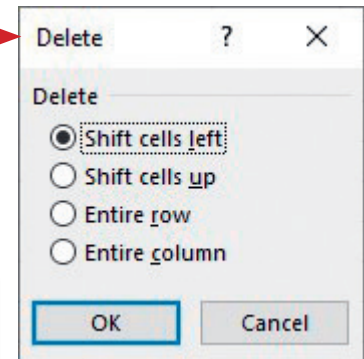 Delete ? ×
Delete
Shift cells left
Shift cells up
Entire row
Entire column
OK Cancel